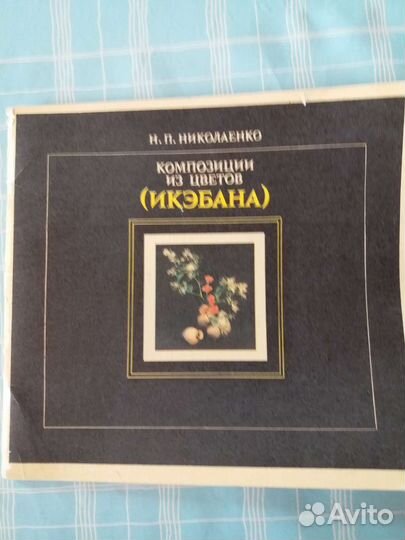 Н. П. НИКОЛАЕНКО
КОМПОЗИЦИИ
ИЗ ЦВЕТОВ
(ИКЭБАНА)
Avito